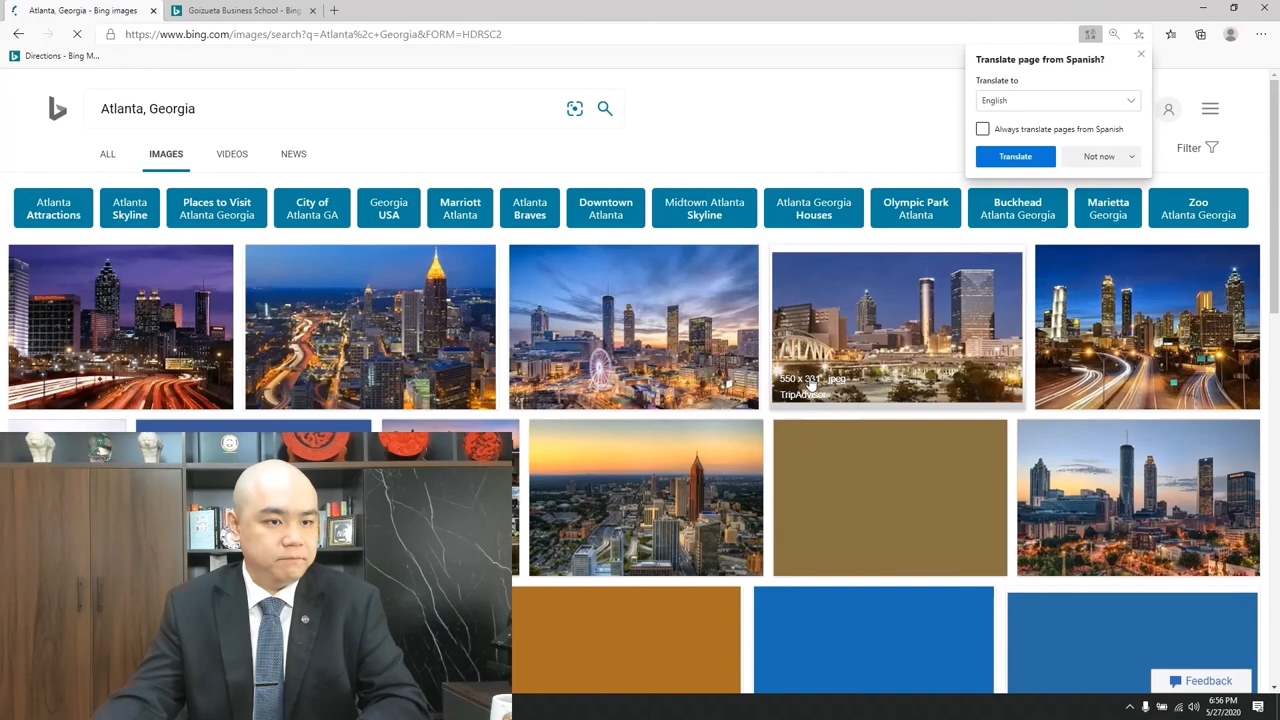 Atlanta, Georgia - Bing images
Goizueta Business School - Bing
https://www.bing.com/images/search?q=Atlanta%2c+Georgia&FORM=HDRSC2
Directions - Bing M...
Translate page from Spanish?
Translate to
English
Always translate pages from Spanish
Translate
Not now
Atlanta, Georgia
ALL
IMAGES
VIDEOS
NEWS
Filter
Atlanta
Attractions
Atlanta
Skyline
Places to Visit
Atlanta Georgia
City of
Atlanta GA
Georgia
USA
Marriott
Atlanta
Atlanta
Braves
Downtown
Atlanta
Midtown Atlanta
Skyline
Atlanta Georgia
Houses
Olympic Park
Atlanta
Buckhead
Atlanta Georgia
Marietta
Georgia
Zoo
Atlanta Georgia
550 x 331 · jpeg
TripAdvisor
Feedback
6:56 PM
5/27/2020